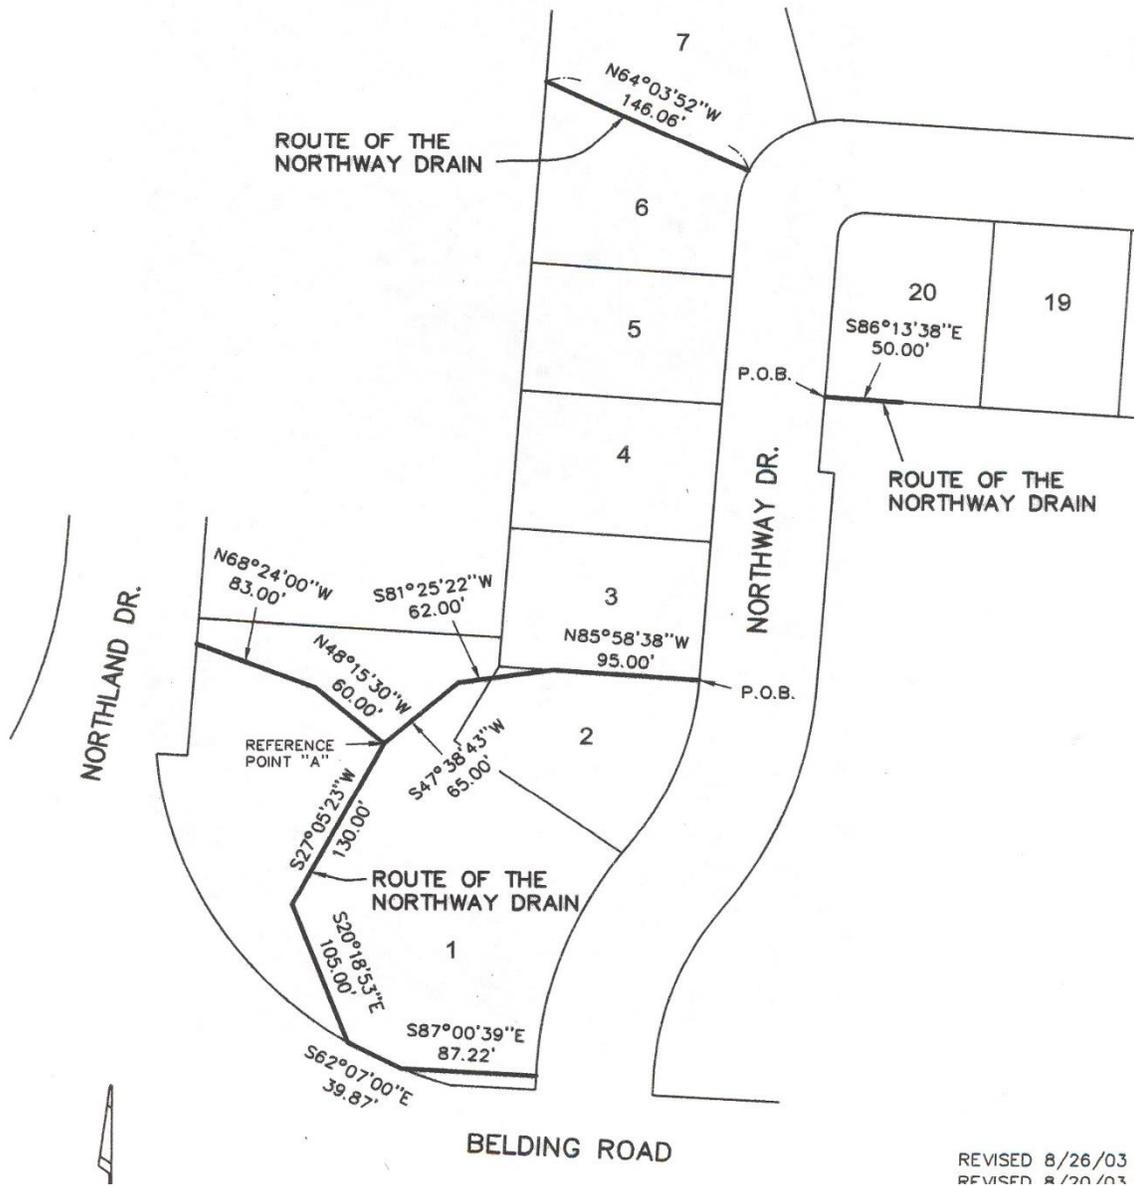 7
N64°03'52"W
146.06'
ROUTE OF THE
NORTHWAY DRAIN
6
20
19
S86°13'38"E
50.00'
5
P.O.B.
4
ROUTE OF THE
NORTHWAY DRAIN
NORTHWAY DR.
N68°24'00"W
83.00'
S81°25'22"W
62.00'
3
NORTHLAND DR.
N48°15'30"W
60.00'
N85°58'38"W
95.00'
P.O.B.
REFERENCE
POINT "A"
2
S47°38'43"W
65.00'
S27°05'23"W
130.00'
ROUTE OF THE
NORTHWAY DRAIN
1
S20°18'53"E
105.00'
S87°00'39"E
87.22'
S62°07'00"E
39.87'
BELDING ROAD
REVISED 8/26/03
REVISED 8/20/03